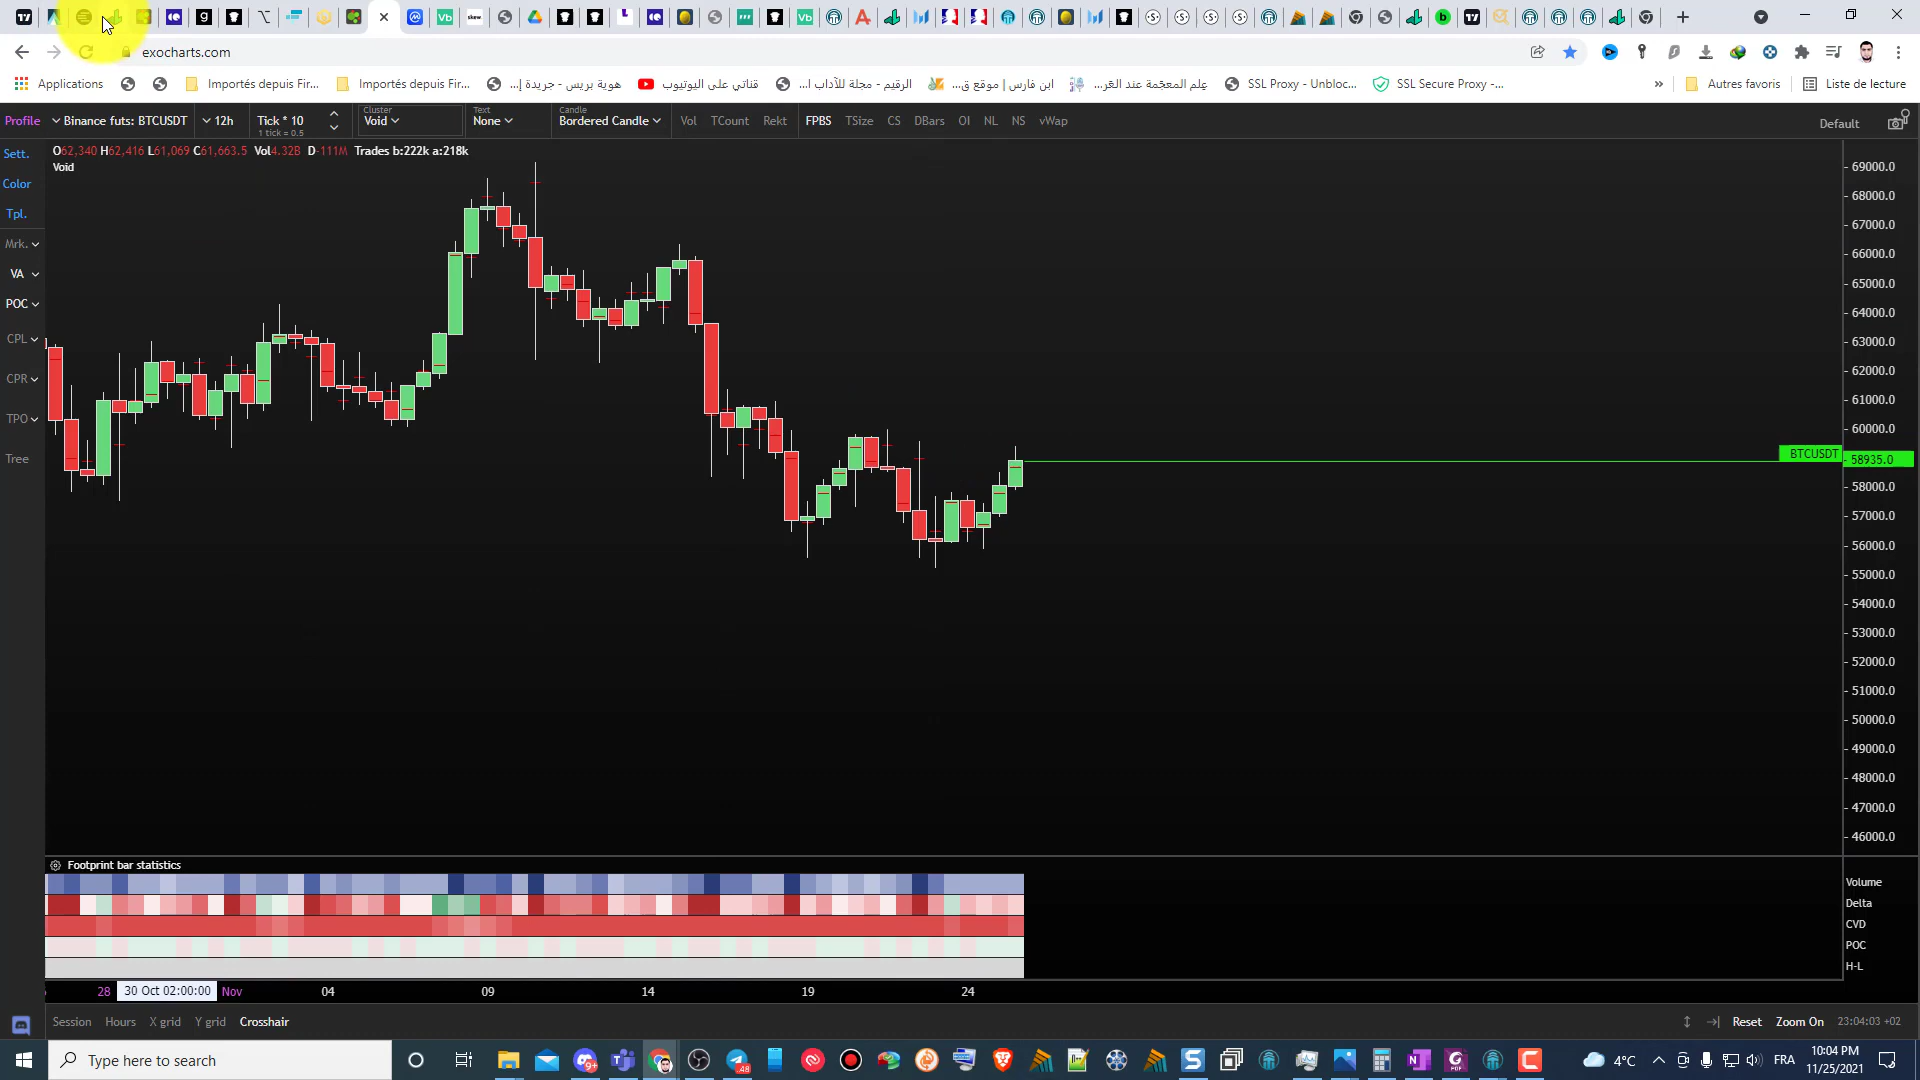 exocharts.com
Applications
Importés depuis Fir...
Importés depuis Fir...
هوية بريس - جريدة إ...
قناتي على اليوتيوب
الرقيم - مجلة للآداب ا...
ابن فارس | موقع ق...
علم المعجّمة عند العّر...
SSL Proxy - Unbloc...
SSL Secure Proxy -...
»
Autres favoris
Liste de lecture
Profile
Binance futs: BTCUSDT
12h
Tick * 10
1 tick = 0.5
Cluster
Void
Text
None
Candle
Bordered Candle
Vol TCount Rekt FPBS TSize CS DBars OI NL NS vWap
Default
O62,340 H62,416 L61,069 C61,663.5 Vol4.32B D-111M Trades b:222k a:218k
Void
Sett.
Color
Tpl.
Mrk.
VA
POC
CPL
CPR
TPO
Tree
69000.0
68000.0
67000.0
66000.0
65000.0
64000.0
63000.0
62000.0
61000.0
60000.0
BTCUSDT 58935.0
58000.0
57000.0
56000.0
55000.0
54000.0
53000.0
52000.0
51000.0
50000.0
49000.0
48000.0
47000.0
46000.0
Footprint bar statistics
Volume
Delta
CVD
POC
H-L
28 30 Oct 02:00:00 Nov 04 09 14 19 24
Session Hours X grid Y grid Crosshair
Reset Zoom On 23:04:03 +02
Type here to search
4°C
FRA
10:04 PM
11/25/2021